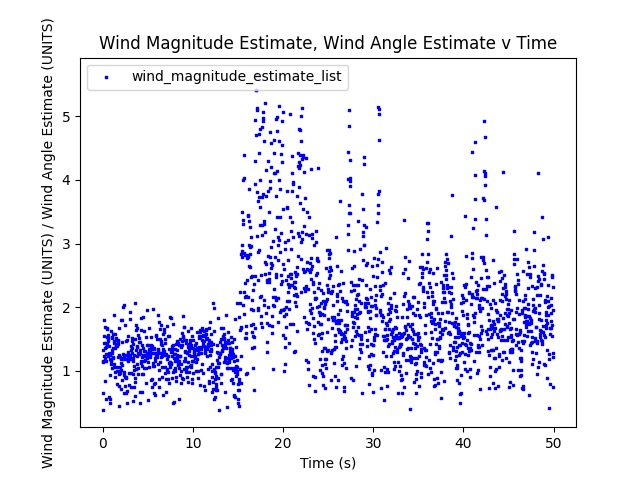 Wind Magnitude Estimate, Wind Angle Estimate v Time
wind_magnitude_estimate_list
Wind Magnitude Estimate (UNITS) / Wind Angle Estimate (UNITS)
5
4
3
2
1
0 10 20 30 40 50
Time (s)